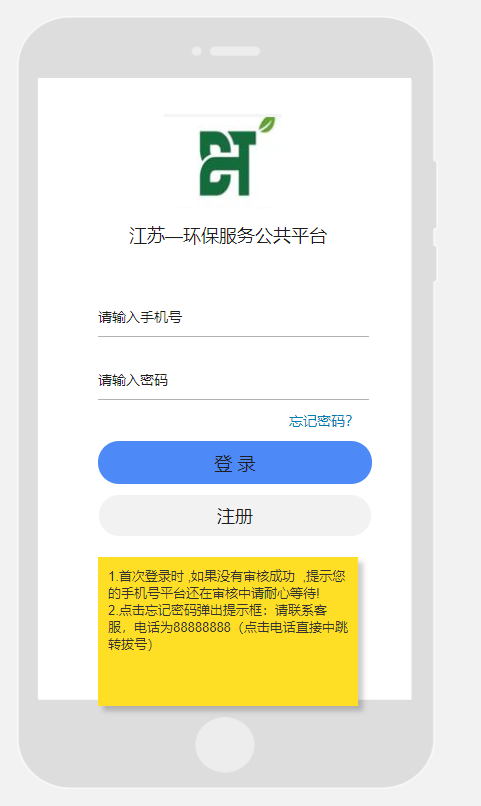 江苏—环保服务公共平台
请输入手机号
请输入密码
忘记密码?
登 录
注册
1.首次登录时 ,如果没有审核成功 ,提示您
的手机号平台还在审核中请耐心等待!
2.点击忘记密码弹出提示框：请联系客
服，电话为88888888（点击电话直接中跳
转拔号）